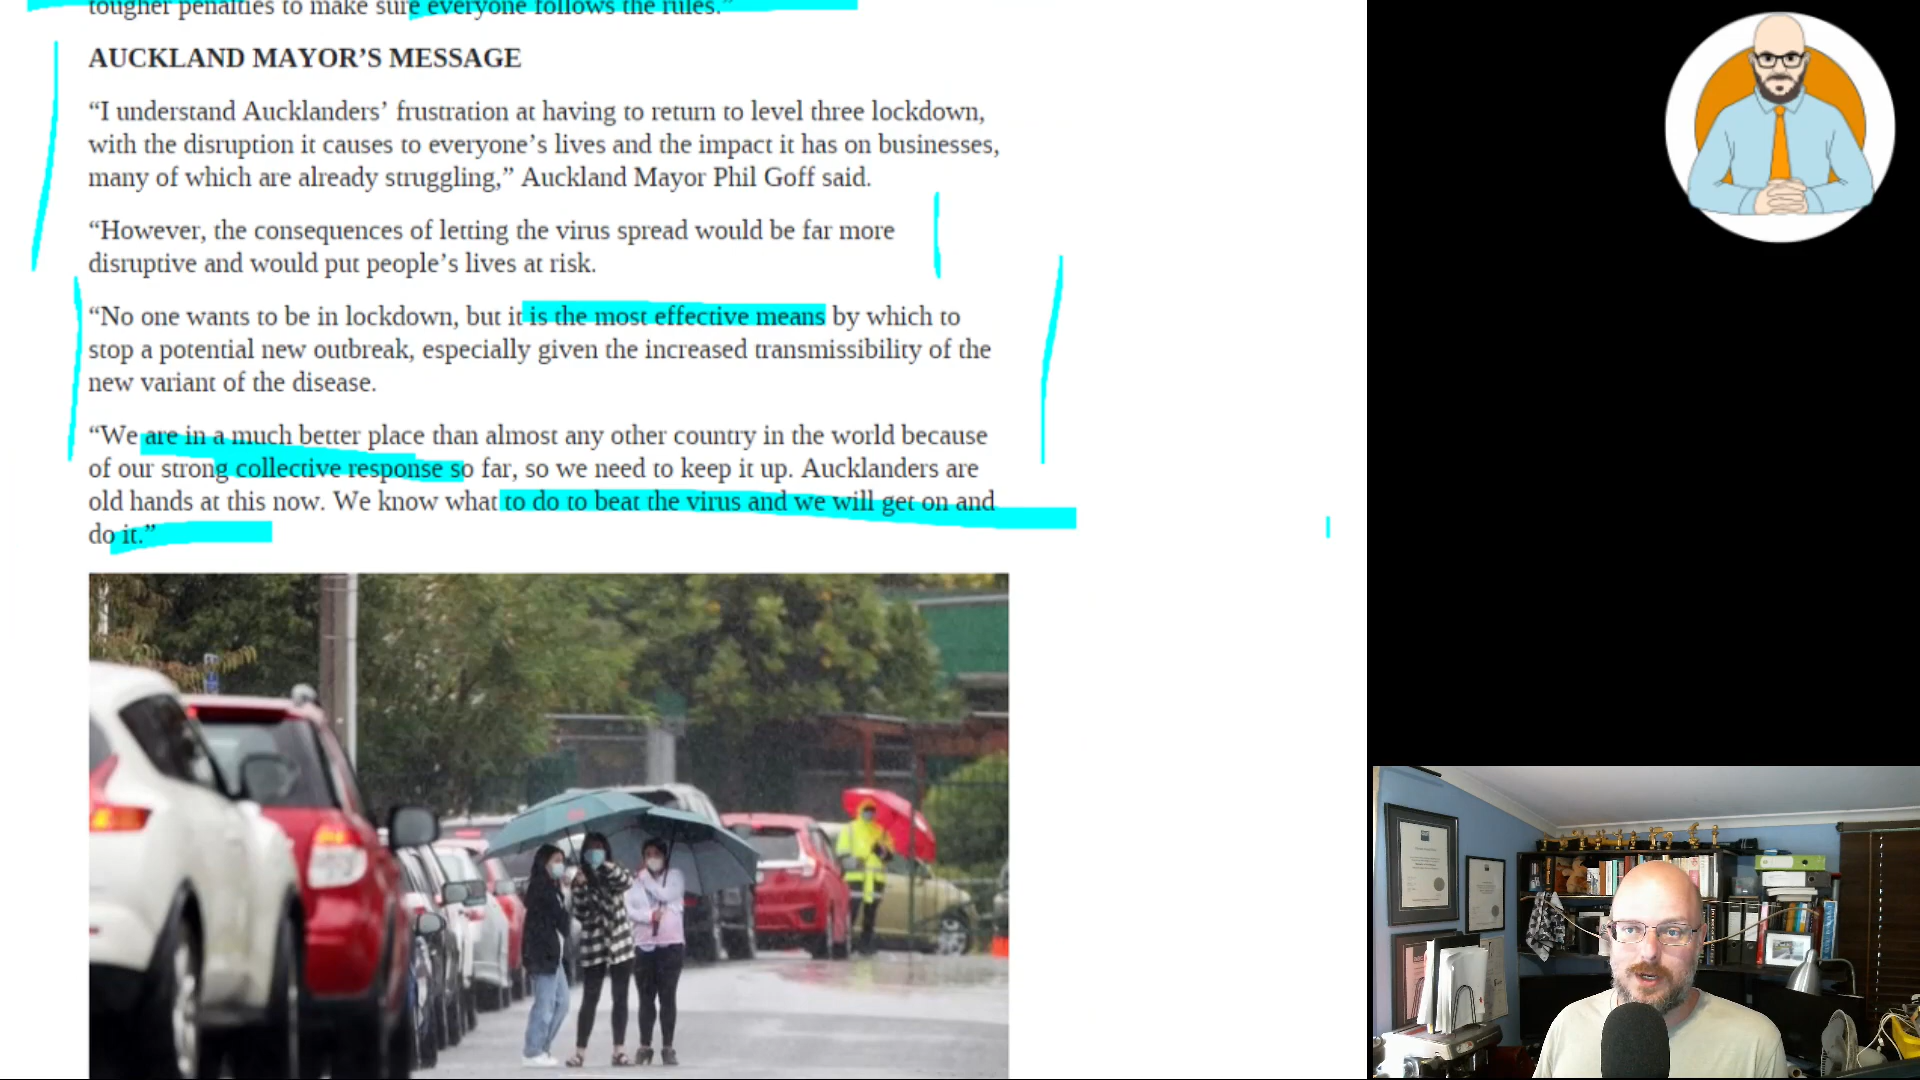 tougher penalties to make sure everyone follows the rules.”
AUCKLAND MAYOR’S MESSAGE
“I understand Aucklanders’ frustration at having to return to level three lockdown,
with the disruption it causes to everyone’s lives and the impact it has on businesses,
many of which are already struggling,” Auckland Mayor Phil Goff said.
“However, the consequences of letting the virus spread would be far more
disruptive and would put people’s lives at risk.
“No one wants to be in lockdown, but it is the most effective means by which to
stop a potential new outbreak, especially given the increased transmissibility of the
new variant of the disease.
“We are in a much better place than almost any other country in the world because
of our strong collective response so far, so we need to keep it up. Aucklanders are
old hands at this now. We know what to do to beat the virus and we will get on and
do it.”